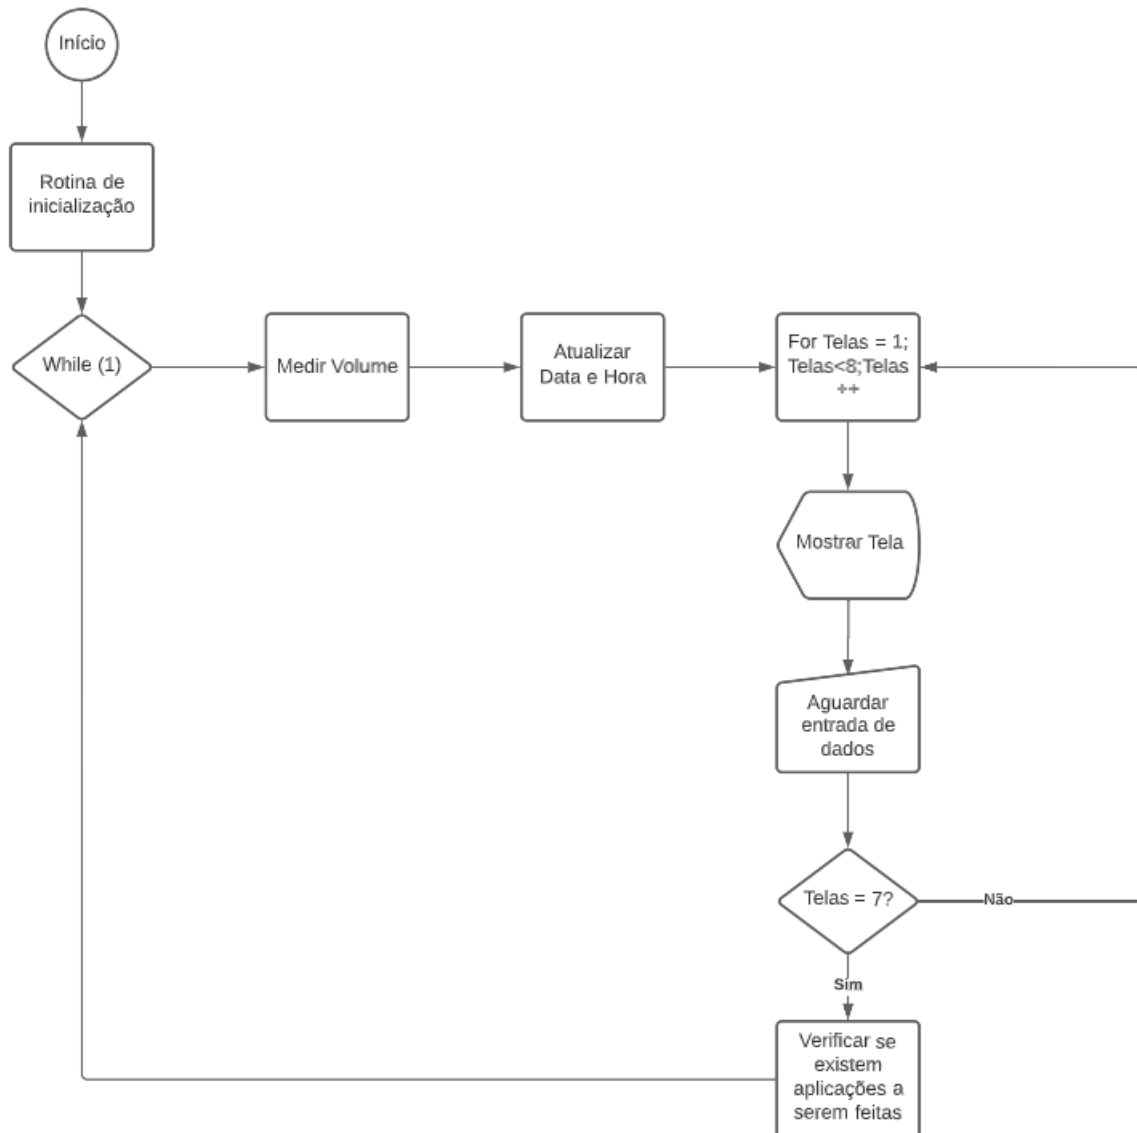 Início
Rotina de
inicialização
While (1)
Medir Volume
Atualizar
Data e Hora
For Telas = 1;
Telas<8;Telas
++
Mostrar Tela
Aguardar
entrada de
dados
Telas = 7?
Não
Sim
Verificar se
existem
aplicações a
serem feitas